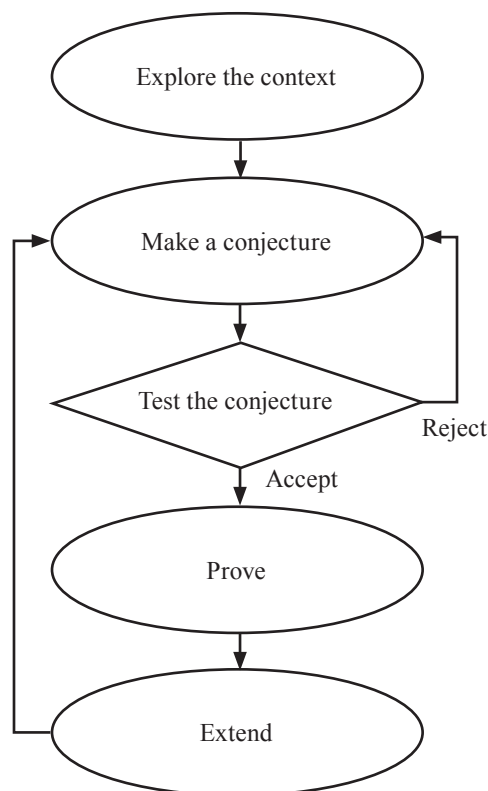 Explore the context
Make a conjecture
Test the conjecture
Reject
Accept
Prove
Extend